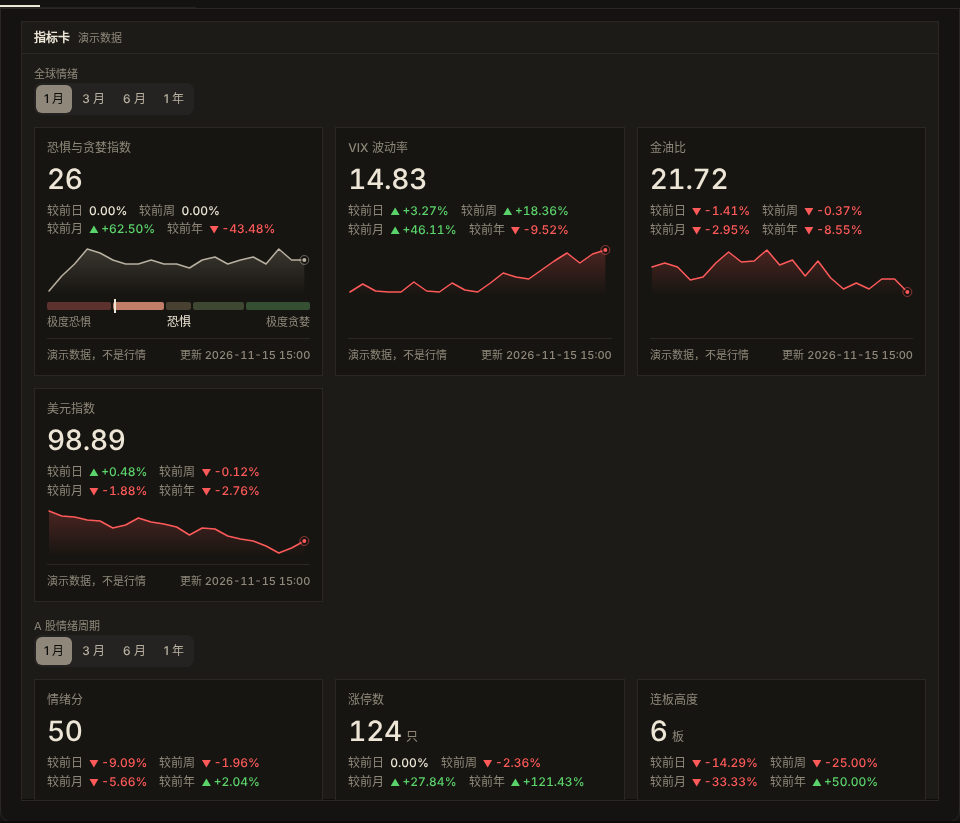 指标卡 演示数据
全球情绪
1月 3月 6月 1年
恐惧与贪婪指数
26
较前日 0.00% 较前周 0.00%
较前月 ▲+62.50% 较前年 ▼-43.48%
极度恐惧 恐惧 极度贪婪
演示数据，不是行情 更新 2026-11-15 15:00
VIX 波动率
14.83
较前日 ▲+3.27% 较前周 ▲+18.36%
较前月 ▲+46.11% 较前年 ▼-9.52%
演示数据，不是行情 更新 2026-11-15 15:00
金油比
21.72
较前日 ▼-1.41% 较前周 ▼-0.37%
较前月 ▼-2.95% 较前年 ▼-8.55%
演示数据，不是行情 更新 2026-11-15 15:00
美元指数
98.89
较前日 ▲+0.48% 较前周 ▼-0.12%
较前月 ▼-1.88% 较前年 ▼-2.76%
演示数据，不是行情 更新 2026-11-15 15:00
A 股情绪周期
1月 3月 6月 1年
情绪分
50
较前日 ▼-9.09% 较前周 ▼-1.96%
较前月 ▼-5.66% 较前年 ▲+2.04%
涨停数
124 只
较前日 0.00% 较前周 ▼-2.36%
较前月 ▲+27.84% 较前年 ▲+121.43%
连板高度
6 板
较前日 ▼-14.29% 较前周 ▼-25.00%
较前月 ▼-33.33% 较前年 ▲+50.00%